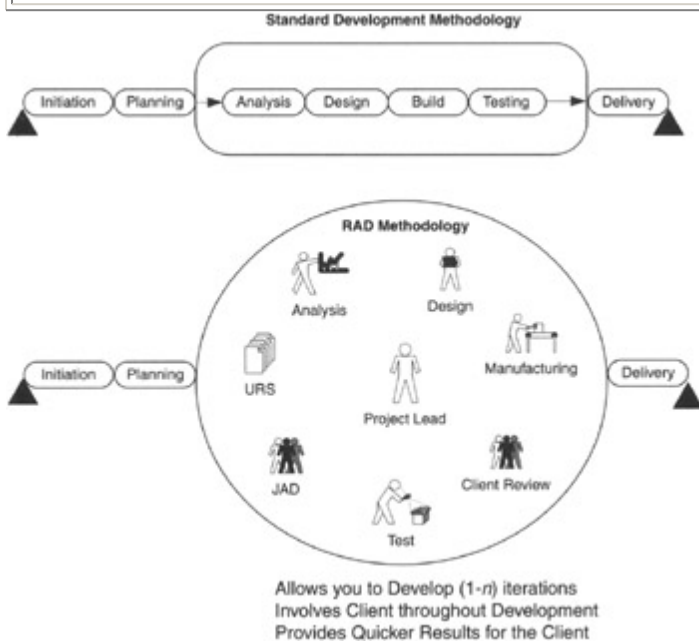 Standard Development Methodology
Initiation Planning Analysis Design Build Testing Delivery
RAD Methodology
Analysis
Design
Manufacturing
URS
Project Lead
Initiation Planning Delivery
JAD
Client Review
Test
Allows you to Develop (1-n) iterations
Involves Client throughout Development
Provides Quicker Results for the Client